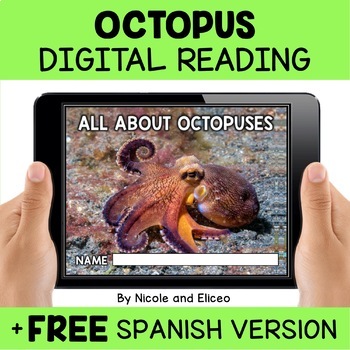 OCTOPUS
DIGITAL READING
ALL ABOUT OCTOPUSES
NAME
By Nicole and Eliceo
+ FREE SPANISH VERSION